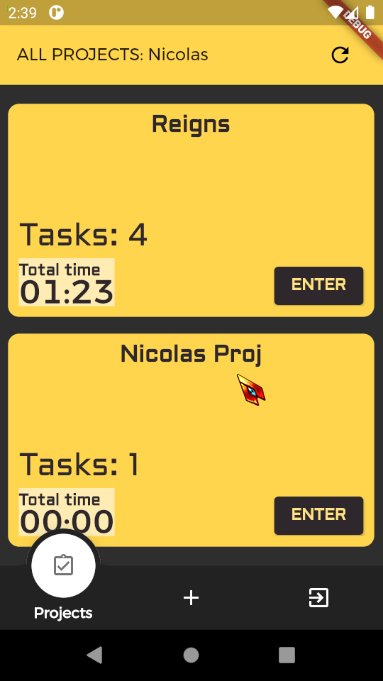 2:39
DEBUG
ALL PROJECTS: Nicolas
Reigns
Tasks: 4
Total time
01:23
ENTER
Nicolas Proj
Tasks: 1
Total time
00:00
ENTER
Projects